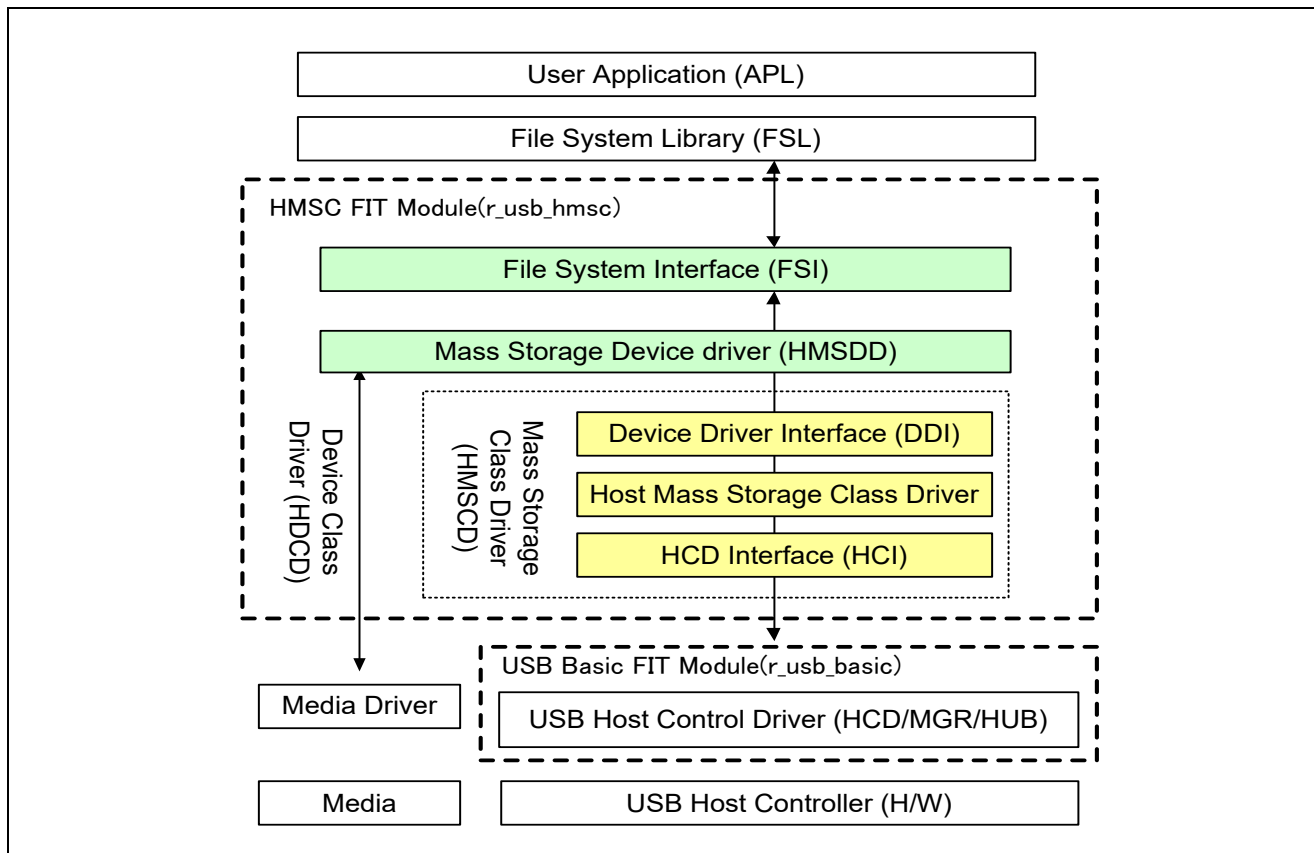 User Application (APL)
File System Library (FSL)
HMSC FIT Module(r_usb_hmsc)
File System Interface (FSI)
Mass Storage Device driver (HMSDD)
Device Class
Driver (HDCD)
Mass Storage
Class Driver
(HMSCD)
Device Driver Interface (DDI)
Host Mass Storage Class Driver
HCD Interface (HCI)
USB Basic FIT Module(r_usb_basic)
Media Driver
USB Host Control Driver (HCD/MGR/HUB)
Media
USB Host Controller (H/W)